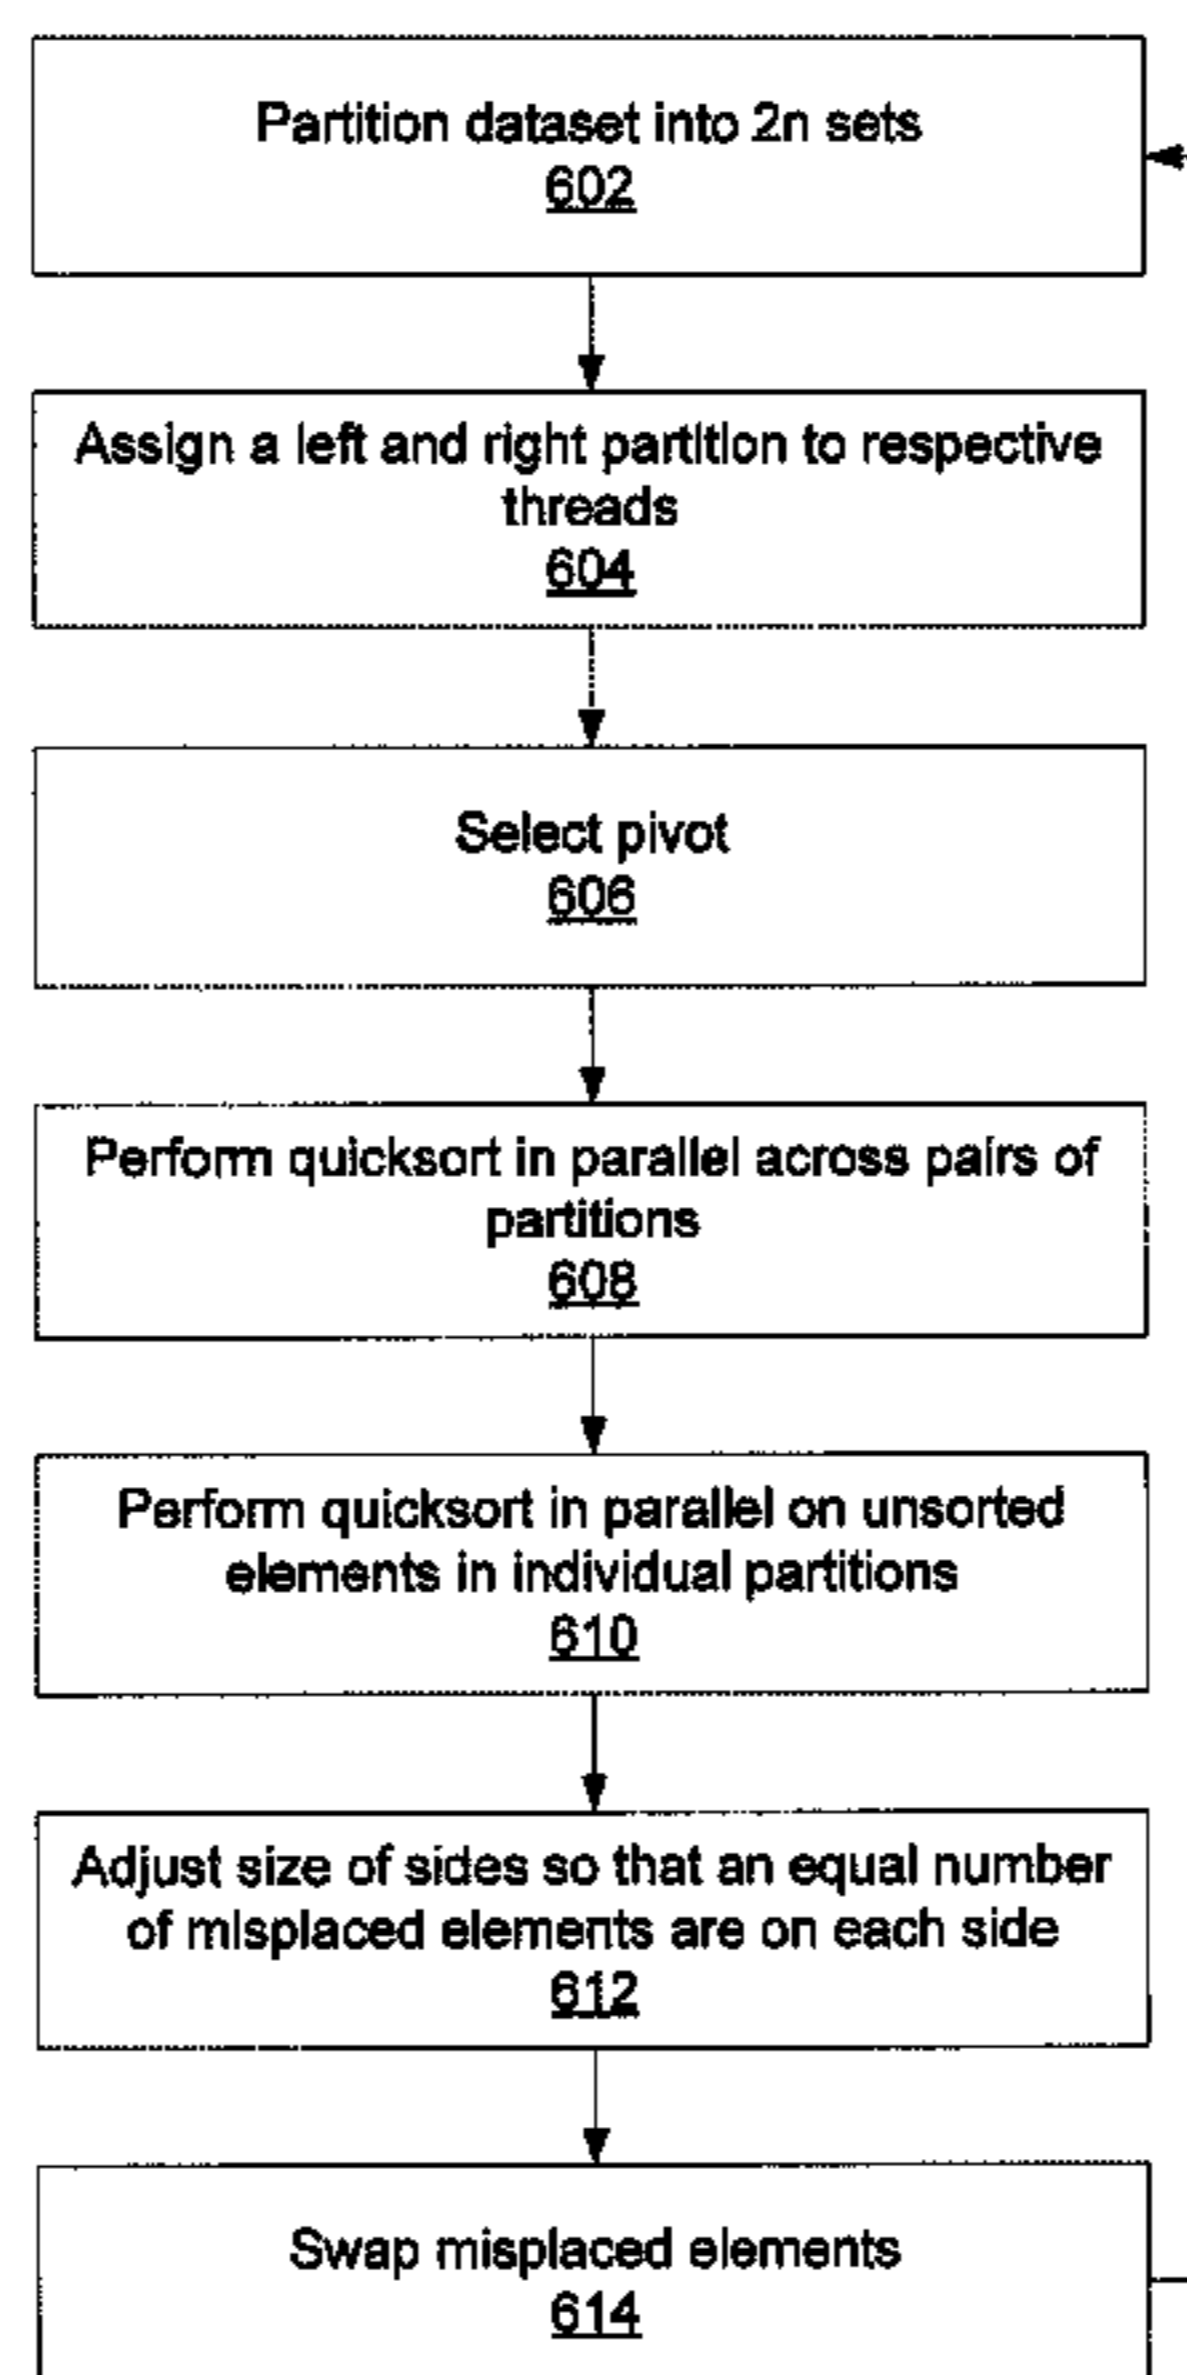 Partition dataset into 2n sets
602
Assign a left and right partition to respective
threads
604
Select pivot
606
Perform quicksort in parallel across pairs of
partitions
608
Perform quicksort in parallel on unsorted
elements in individual partitions
610
Adjust size of sides so that an equal number
of misplaced elements are on each side
612
Swap misplaced elements
614